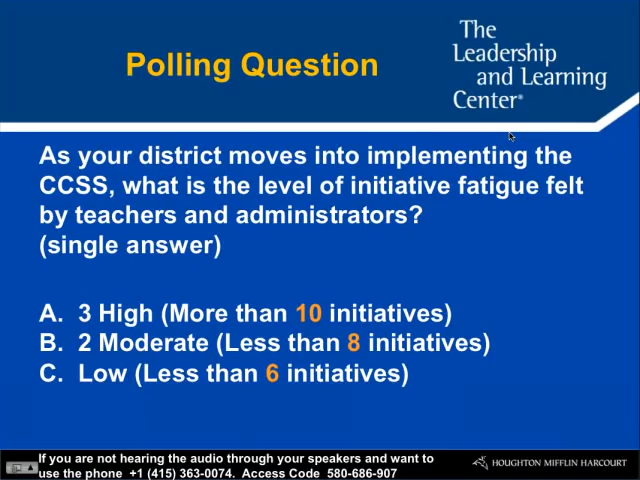 Polling Question
The
Leadership
and Learning
Center®
As your district moves into implementing the
CCSS, what is the level of initiative fatigue felt
by teachers and administrators?
(single answer)
A. 3 High (More than 10 initiatives)
B. 2 Moderate (Less than 8 initiatives)
C. Low (Less than 6 initiatives)
If you are not hearing the audio through your speakers and want to
use the phone +1 (415) 363-0074. Access Code 580-686-907
HOUGHTON MIFFLIN HARCOURT